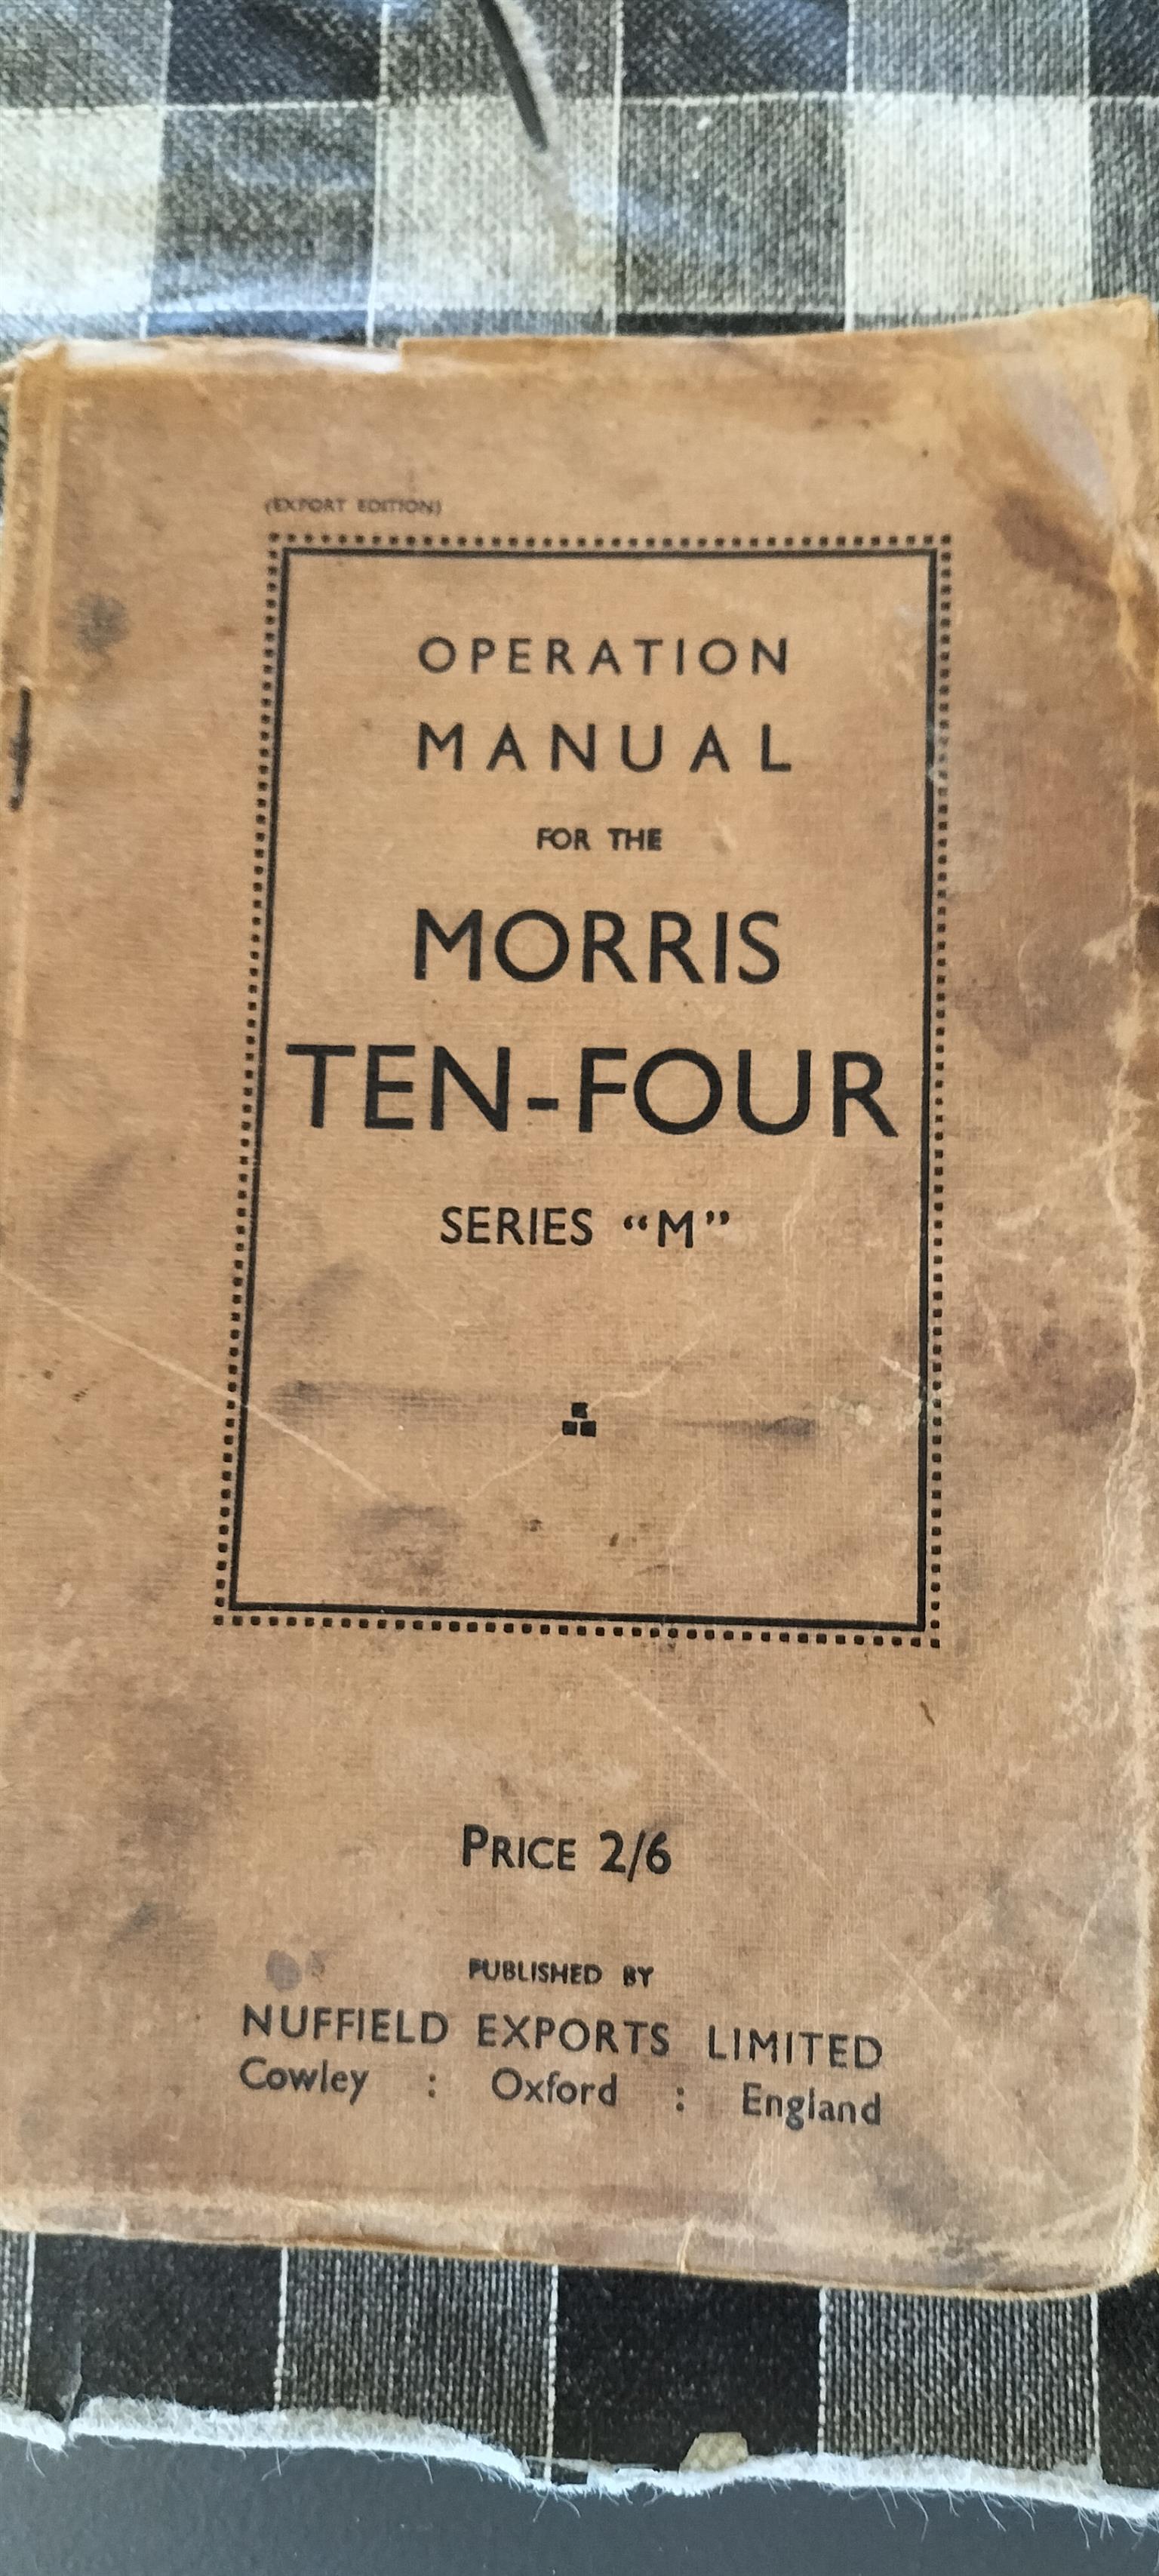 (EXPORT EDITION)
OPERATION
MANUAL
FOR THE
MORRIS
TEN-FOUR
SERIES “M”
PRICE 2/6
PUBLISHED BY
NUFFIELD EXPORTS LIMITED
Cowley : Oxford : England